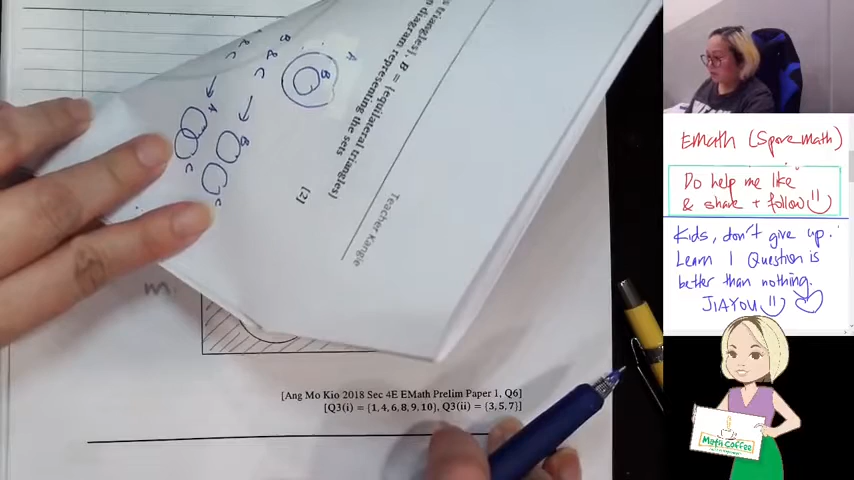 s triangles}, B = {equilateral triangles}
n diagram representing the sets
[2]
Teacher Kangie
A
B
B & C
A
C
B
C
[Ang Mo Kio 2018 Sec 4E EMath Prelim Paper 1, Q6]
[Q3(i) = {1, 4, 6, 8, 9, 10}, Q3(ii) = {3, 5, 7}]
EMath (Spore math)
Do help me like
& share + follow
Kids, don't give up.
Learn 1 Question is
better than nothing.
JIAYOU
Math Coffee